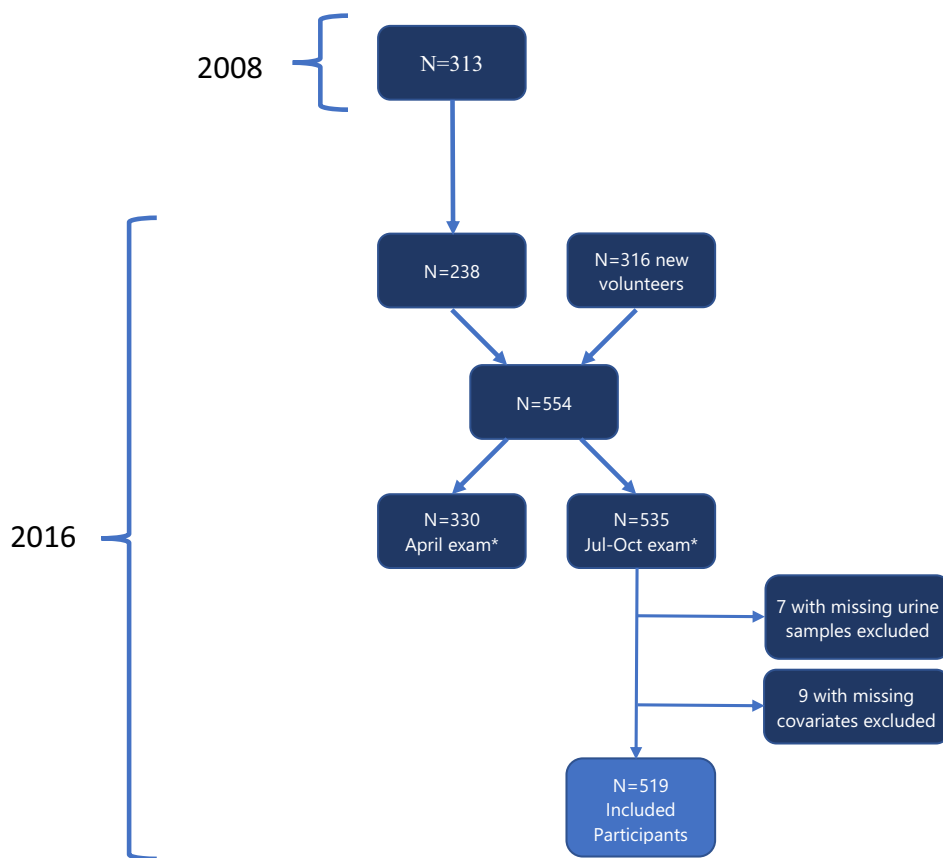 2008
N=313
N=238
N=316 new
volunteers
N=554
2016
N=330
April exam*
N=535
Jul-Oct exam*
7 with missing urine
samples excluded
9 with missing
covariates excluded
N=519
Included
Participants